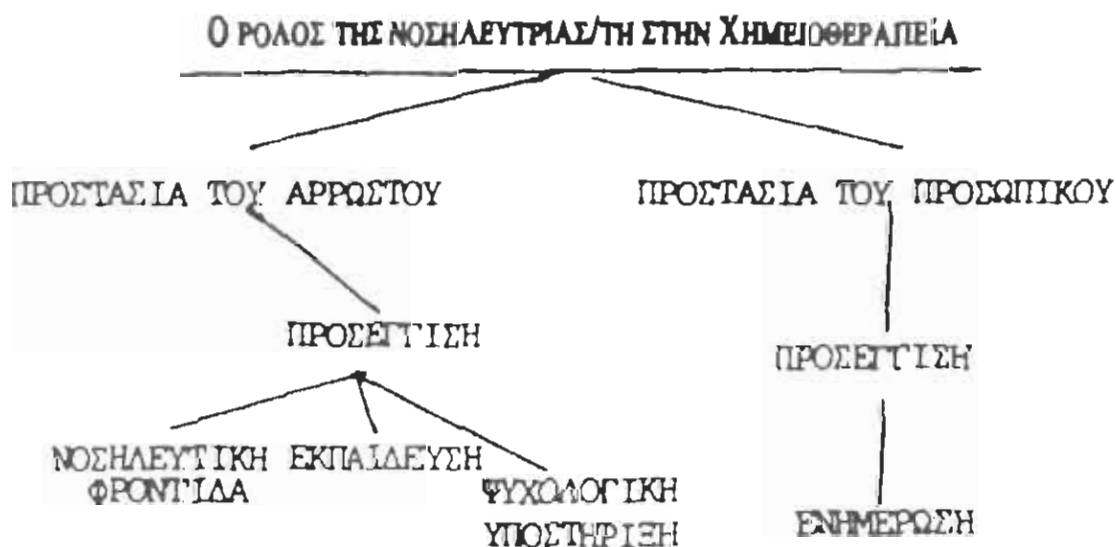 Ο ΡΟΛΟΣ ΤΗΣ ΝΟΣΗΛΕΥΤΡΙΑΣ/ΤΗ ΣΤΗΝ ΧΗΜΕΙΟΘΕΡΑΠΕΙΑ
ΠΡΟΣΤΑΣΙΑ ΤΟΥ ΑΡΡΩΣΤΟΥ
ΠΡΟΣΤΑΣΙΑ ΤΟΥ ΠΡΟΣΩΠΙΚΟΥ
ΠΡΟΣΕΓΓΙΣΗ
ΠΡΟΣΕΓΓΙΣΗ
ΝΟΣΗΛΕΥΤΙΚΗ
ΦΡΟΝΤΙΔΑ
ΕΚΠΑΙΔΕΥΣΗ
ΨΥΧΟΛΟΓΙΚΗ
ΥΠΟΣΤΗΡΙΞΗ
ΕΝΗΜΕΡΩΣΗ